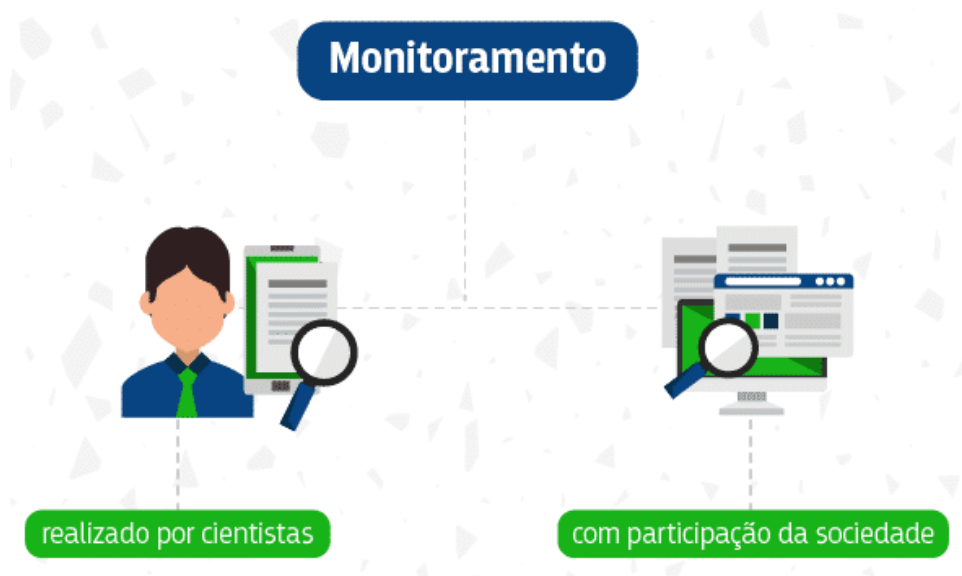 Monitoramento
realizado por cientistas
com participação da sociedade